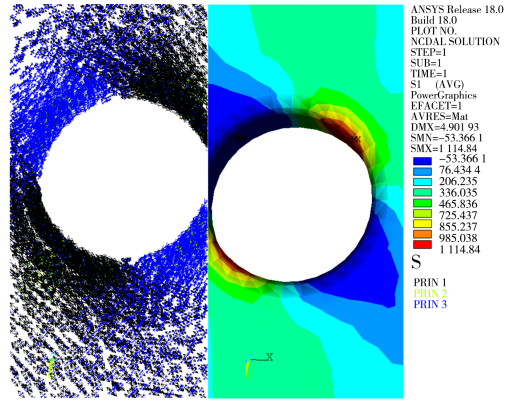 ANSYS Release 18.0
Build 18.0
PLOT NO.
NCDAL SOLUTION
STEP=1
SUB=1
TIME=1
S1 (AVG)
PowerGraphics
EFACET=1
AVRES=Mat
DMX=4.901 93
SMN=−53.366 1
SMX=1 114.84
−53.366 1
76.434 4
206.235
336.035
465.836
725.437
855.237
985.038
1 114.84
S
PRIN 1
PRIN 2
PRIN 3
X